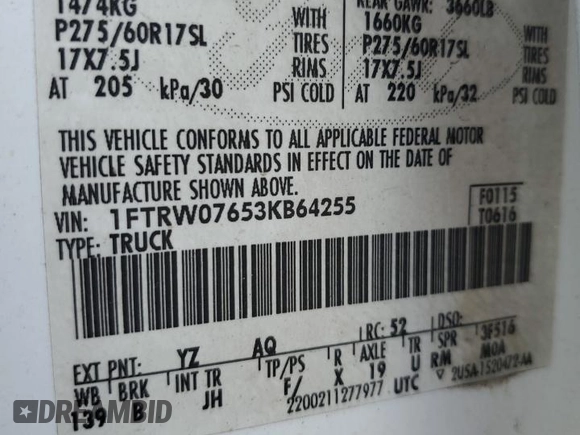 1474KG
P275/60R17SL WITH
17X7.5J TIRES
RIMS
AT 205 kPa/30 PSI COLD
REAR GAWR: 3660LB
1660KG WITH
P275/60R17SL TIRES
17X7.5J RIMS
AT 220 kPa/32 PSI COLD
THIS VEHICLE CONFORMS TO ALL APPLICABLE FEDERAL MOTOR
VEHICLE SAFETY STANDARDS IN EFFECT ON THE DATE OF
MANUFACTURE SHOWN ABOVE.
VIN: 1FTRW07653KB64255
F0115
T0616
TYPE: TRUCK
EXT PNT: YZ AQ RC: 52 DSO:
WB BRK INT TR TP/PS R AXLE TR SPR 3F516
139 B JH F/ X 19 U RM MOA
2200211277977 UTC
DREAMBID